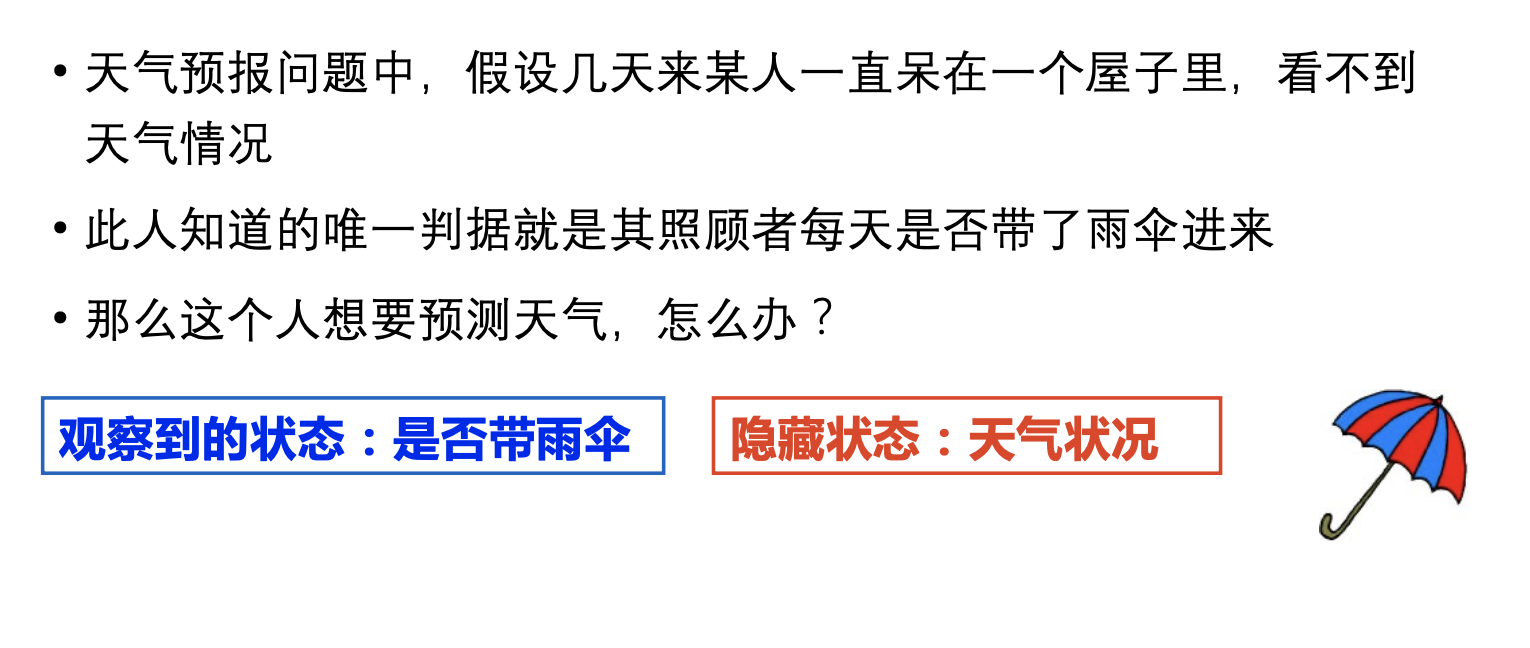 • 天气预报问题中，假设几天来某人一直呆在一个屋子里，看不到
天气情况
• 此人知道的唯一判据就是其照顾者每天是否带了雨伞进来
• 那么这个人想要预测天气，怎么办？
观察到的状态：是否带雨伞
隐藏状态：天气状况